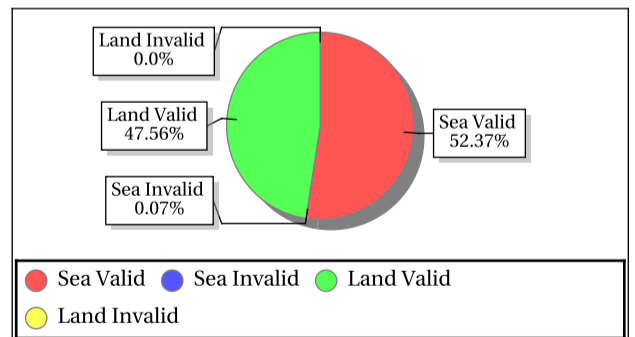 Land Invalid
0.0%
Land Valid
47.56%
Sea Valid
52.37%
Sea Invalid
0.07%
Sea Valid Sea Invalid Land Valid
Land Invalid